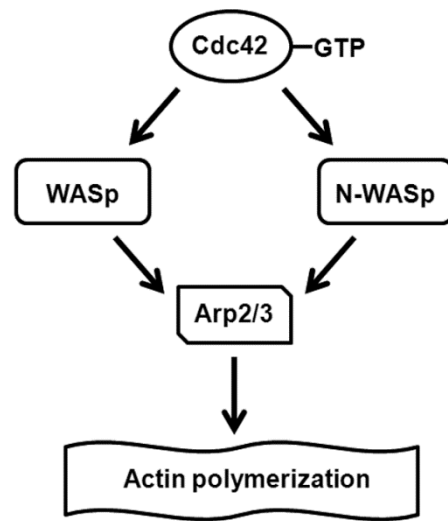 Cdc42 GTP
WASp N-WASp
Arp2/3
Actin polymerization